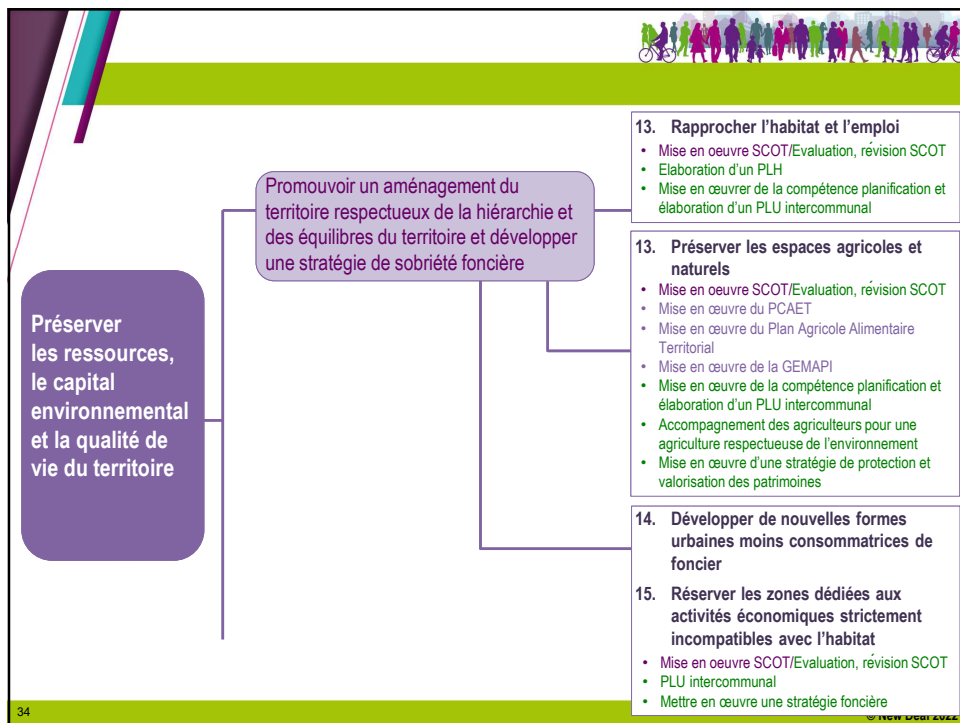 Préserver
les ressources,
le capital
environnemental
et la qualité de
vie du territoire
Promouvoir un aménagement du
territoire respectueux de la hiérarchie et
des équilibres du territoire et développer
une stratégie de sobriété foncière
13. Rapprocher l’habitat et l’emploi
• Mise en oeuvre SCOT/Evaluation, révision SCOT
• Elaboration d’un PLH
• Mise en œuvrer de la compétence planification et
élaboration d’un PLU intercommunal
13. Préserver les espaces agricoles et
naturels
• Mise en oeuvre SCOT/Evaluation, révision SCOT
• Mise en œuvre du PCAET
• Mise en œuvre du Plan Agricole Alimentaire
Territorial
• Mise en œuvre de la GEMAPI
• Mise en œuvre de la compétence planification et
élaboration d’un PLU intercommunal
• Accompagnement des agriculteurs pour une
agriculture respectueuse de l’environnement
• Mise en œuvre d’une stratégie de protection et
valorisation des patrimoines
14. Développer de nouvelles formes
urbaines moins consommatrices de
foncier
15. Réserver les zones dédiées aux
activités économiques strictement
incompatibles avec l’habitat
• Mise en oeuvre SCOT/Evaluation, révision SCOT
• PLU intercommunal
• Mettre en œuvre une stratégie foncière
34
© New Deal 2022